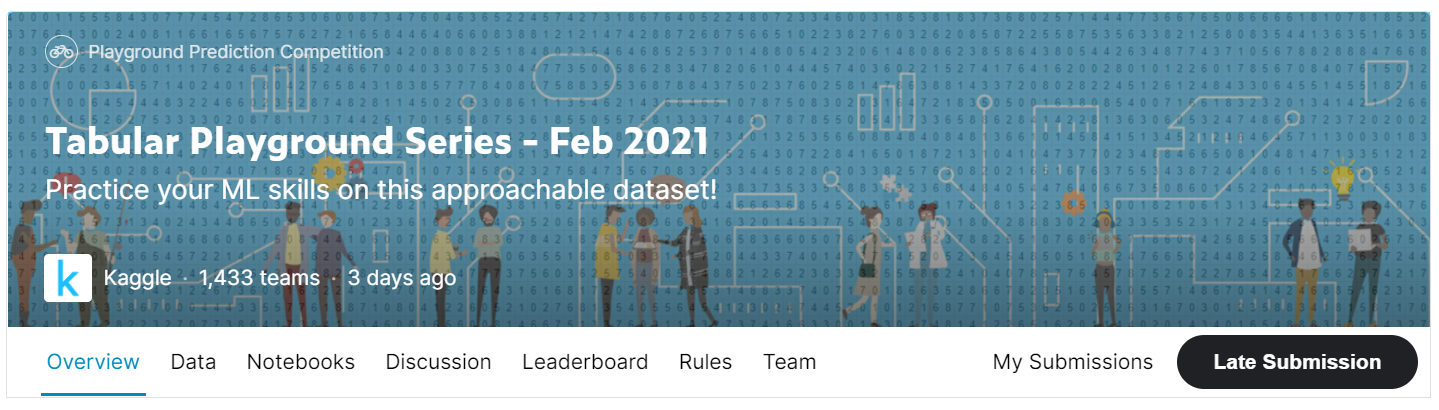 Playground Prediction Competition
Tabular Playground Series - Feb 2021
Practice your ML skills on this approachable dataset!
k
Kaggle · 1,433 teams · 3 days ago
Overview Data Notebooks Discussion Leaderboard Rules Team My Submissions Late Submission